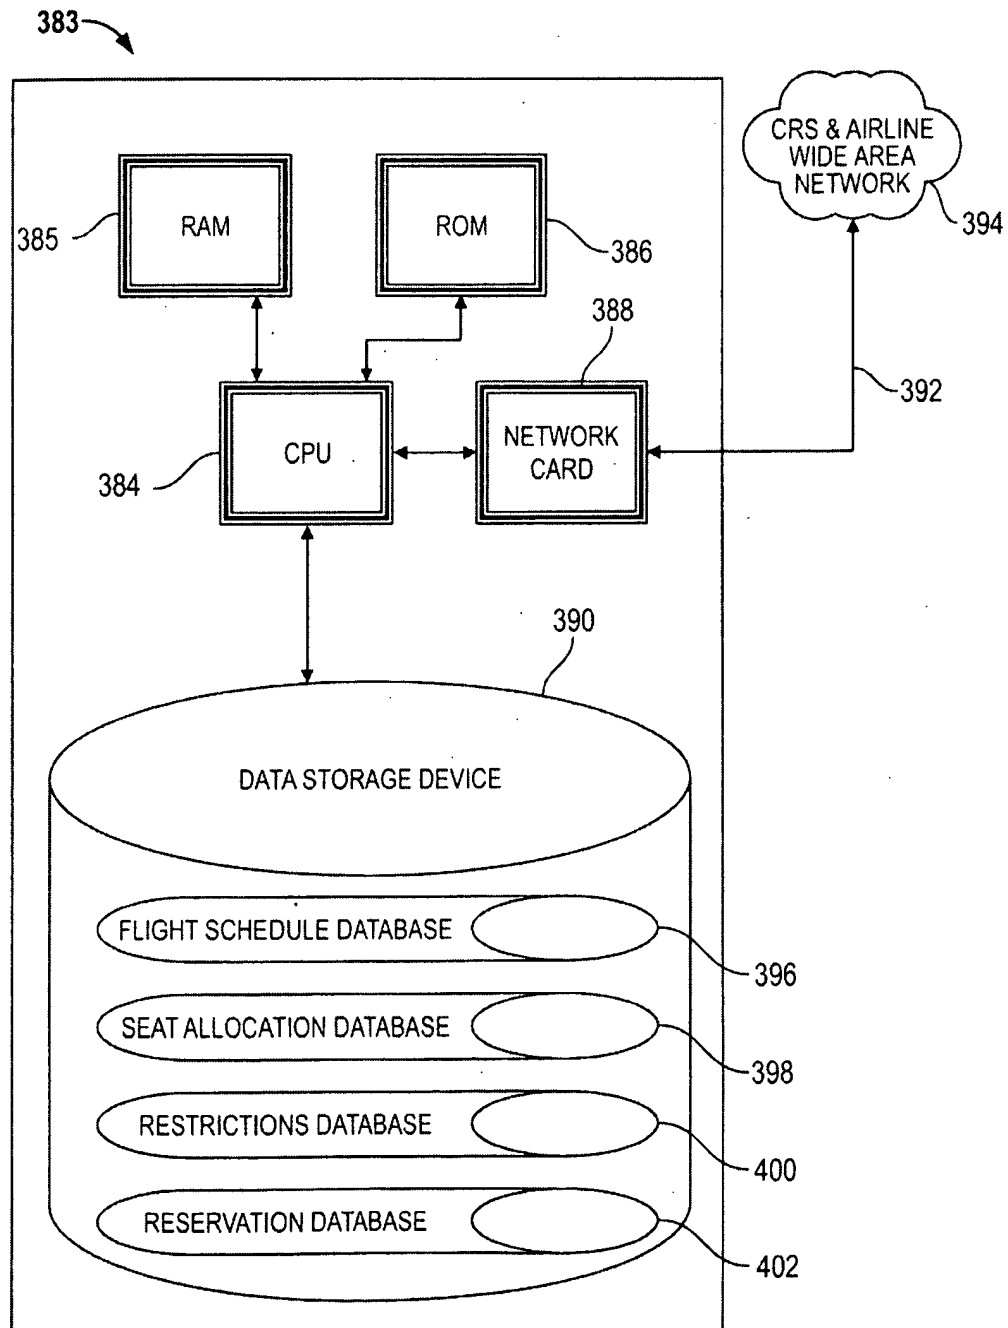 383
CRS & AIRLINE
WIDE AREA
NETWORK
394
RAM
385
ROM
386
388
392
CPU
384
NETWORK
CARD
390
DATA STORAGE DEVICE
FLIGHT SCHEDULE DATABASE
396
SEAT ALLOCATION DATABASE
398
RESTRICTIONS DATABASE
400
RESERVATION DATABASE
402